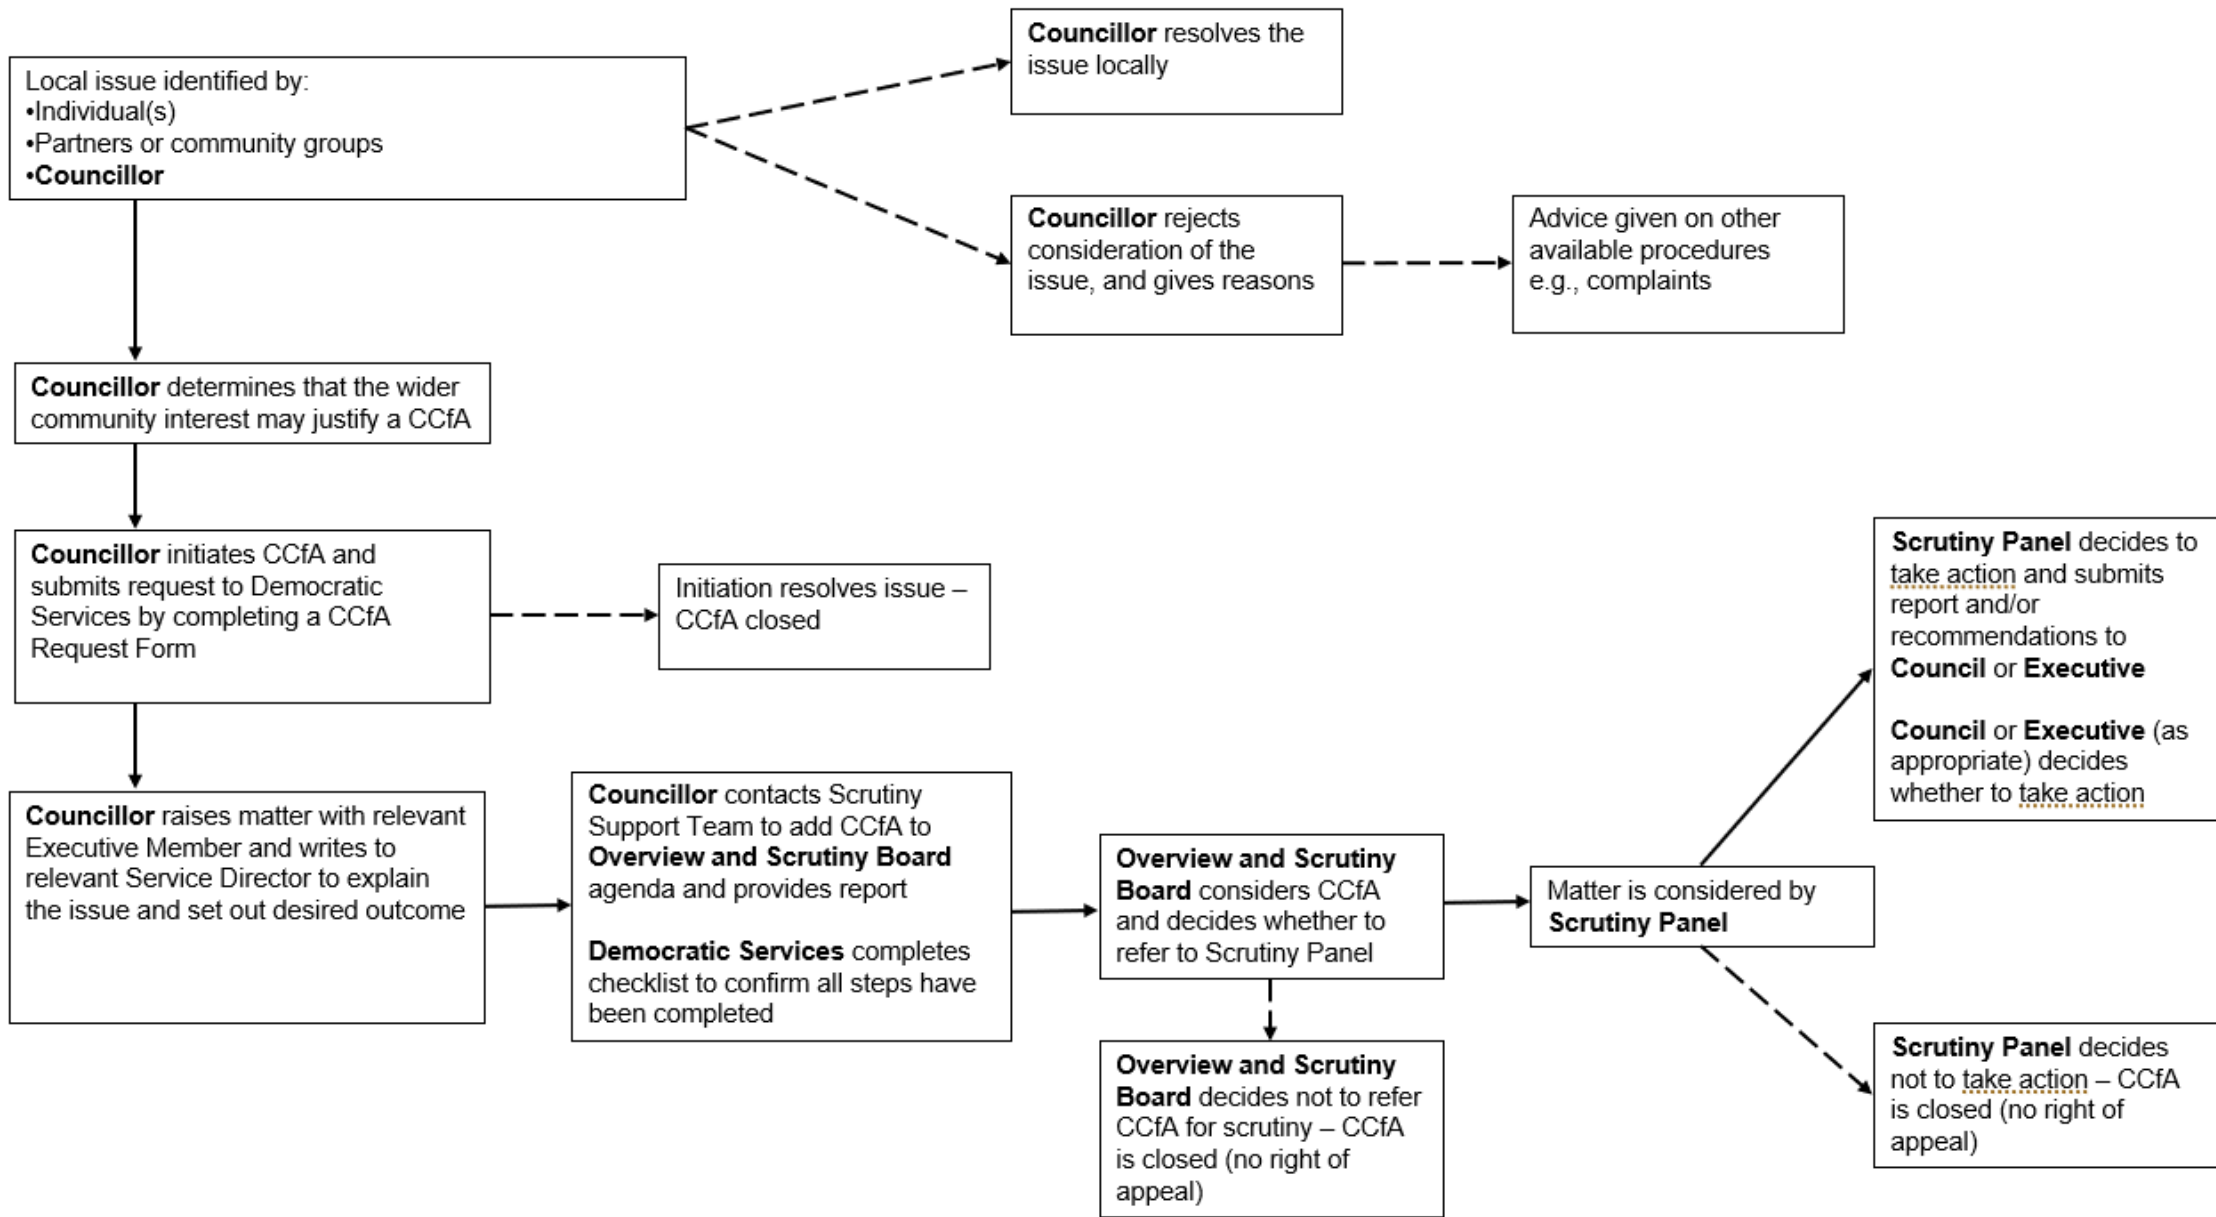 Councillor resolves the
issue locally
Local issue identified by:
•Individual(s)
•Partners or community groups
•Councillor
Councillor rejects
consideration of the
issue, and gives reasons
Advice given on other
available procedures
e.g., complaints
Councillor determines that the wider
community interest may justify a CCfA
Councillor initiates CCfA and
submits request to Democratic
Services by completing a CCfA
Request Form
Initiation resolves issue –
CCfA closed
Councillor raises matter with relevant
Executive Member and writes to
relevant Service Director to explain
the issue and set out desired outcome
Councillor contacts Scrutiny
Support Team to add CCfA to
Overview and Scrutiny Board
agenda and provides report
Democratic Services completes
checklist to confirm all steps have
been completed
Overview and Scrutiny
Board considers CCfA
and decides whether to
refer to Scrutiny Panel
Overview and Scrutiny
Board decides not to refer
CCfA for scrutiny – CCfA
is closed (no right of
appeal)
Matter is considered by
Scrutiny Panel
Scrutiny Panel decides to
take action and submits
report and/or
recommendations to
Council or Executive
Council or Executive (as
appropriate) decides
whether to take action
Scrutiny Panel decides
not to take action – CCfA
is closed (no right of
appeal)